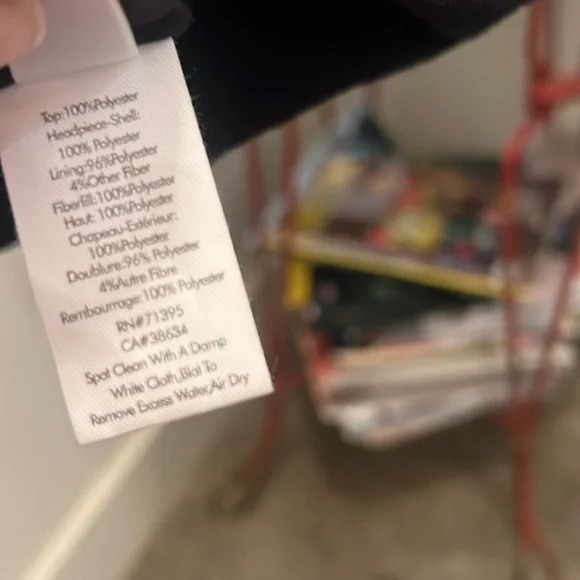 Top:100%Polyester
Headpiece-Shell:
100% Polyester
Lining:96%Polyester
4%Other Fiber
Fiberfill:100%Polyester
Haut: 100%Polyester
Chapeau-Extérieur:
100%Polyester
Doublure:96% Polyester
4%Autre Fibre
Rembourrage:100% Polyester
RN#71395
CA#38634
Spot Clean With A Damp
White Cloth,Blot To
Remove Excess Water,Air Dry